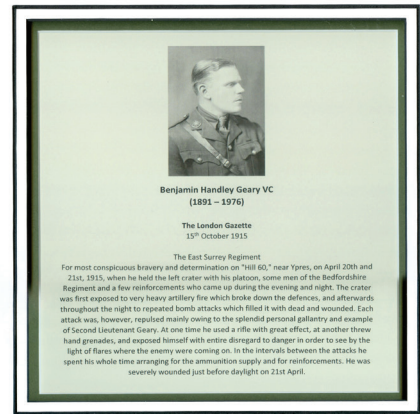 Benjamin Handley Geary VC
(1891 – 1976)
The London Gazette
15th October 1915
The East Surrey Regiment
For most conspicuous bravery and determination on "Hill 60," near Ypres, on April 20th and
21st, 1915, when he held the left crater with his platoon, some men of the Bedfordshire
Regiment and a few reinforcements who came up during the evening and night. The crater
was first exposed to very heavy artillery fire which broke down the defences, and afterwards
throughout the night to repeated bomb attacks which filled it with dead and wounded. Each
attack was, however, repulsed mainly owing to the splendid personal gallantry and example
of Second Lieutenant Geary. At one time he used a rifle with great effect, at another threw
hand grenades, and exposed himself with entire disregard to danger in order to see by the
light of flares where the enemy were coming on. In the intervals between the attacks he
spent his whole time arranging for the ammunition supply and for reinforcements. He was
severely wounded just before daylight on 21st April.